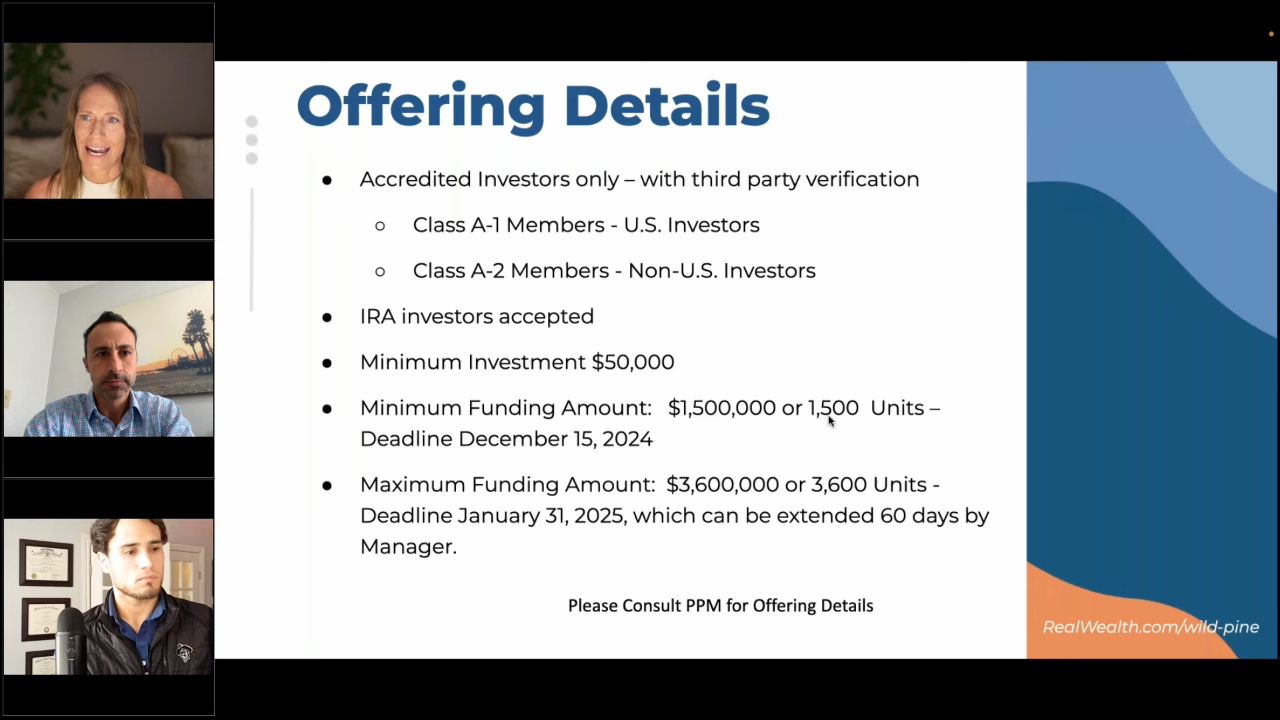 Offering Details
● Accredited Investors only – with third party verification
○ Class A-1 Members - U.S. Investors
○ Class A-2 Members - Non-U.S. Investors
● IRA investors accepted
● Minimum Investment $50,000
● Minimum Funding Amount: $1,500,000 or 1,500 Units –
Deadline December 15, 2024
● Maximum Funding Amount: $3,600,000 or 3,600 Units -
Deadline January 31, 2025, which can be extended 60 days by
Manager.
Please Consult PPM for Offering Details
RealWealth.com/wild-pine